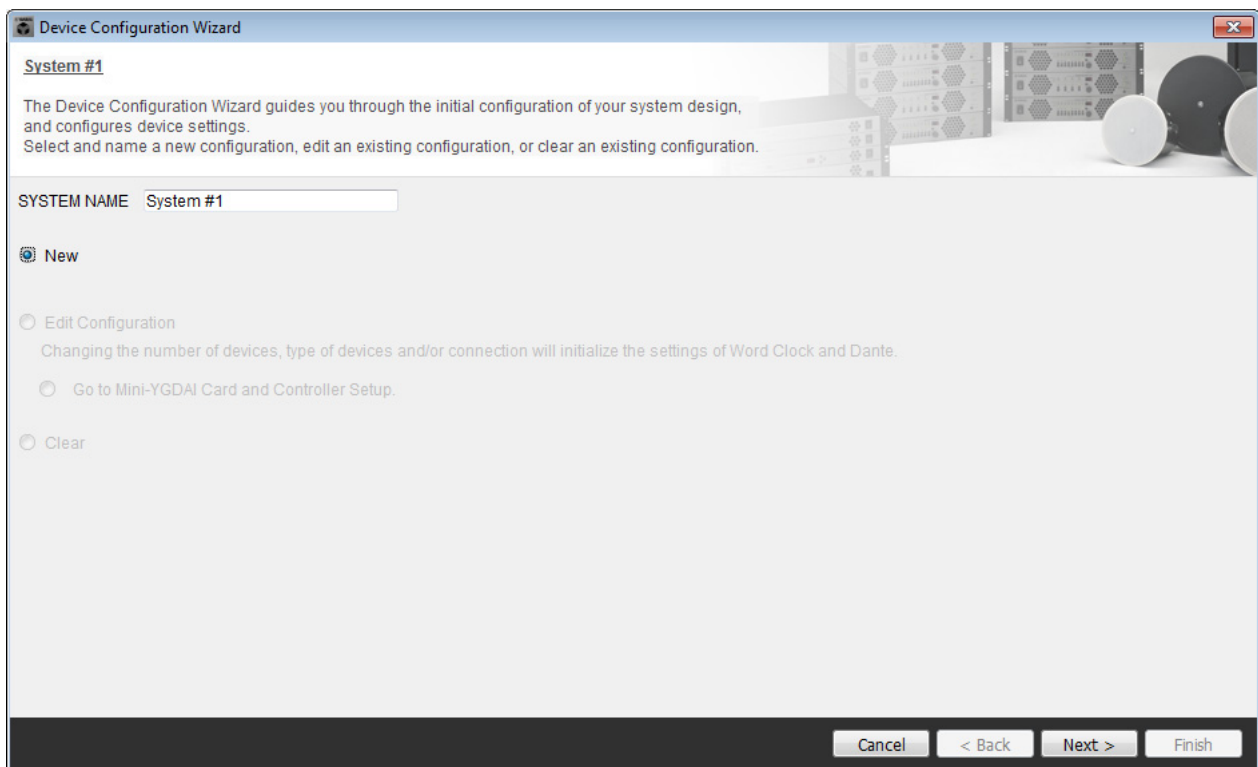 Device Configuration Wizard
System #1
The Device Configuration Wizard guides you through the initial configuration of your system design,
and configures device settings.
Select and name a new configuration, edit an existing configuration, or clear an existing configuration.
SYSTEM NAME System #1
New
Edit Configuration
Changing the number of devices, type of devices and/or connection will initialize the settings of Word Clock and Dante.
Go to Mini-YGDAI Card and Controller Setup.
Clear
Cancel < Back Next > Finish